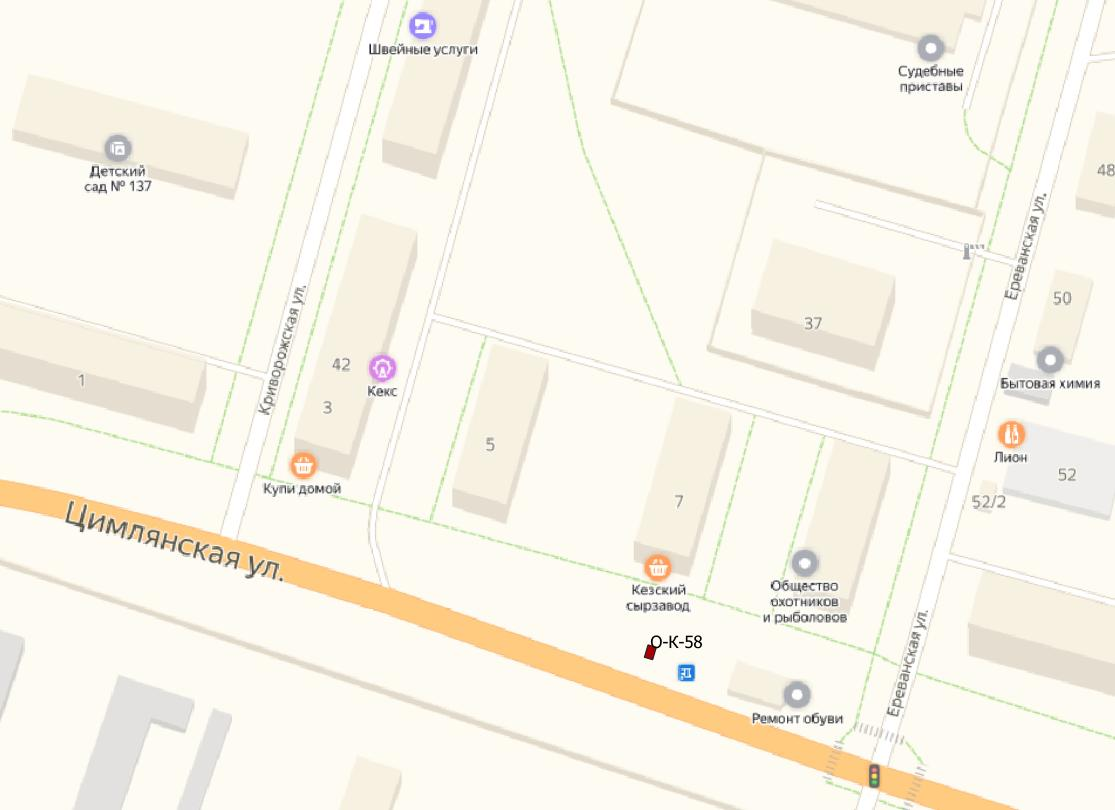 Швейные услуги
Судебные
приставы
Детский
сад № 137
48
Ереванская ул.
50
37
Криворожская ул.
42
Кекс
3
1
Бытовая химия
5
Лион
52
52/2
7
Купи домой
Цимлянская ул.
Кезский
сырзавод
Общество
охотников
и рыболовов
О-К-58
Ереванская ул.
Ремонт обуви